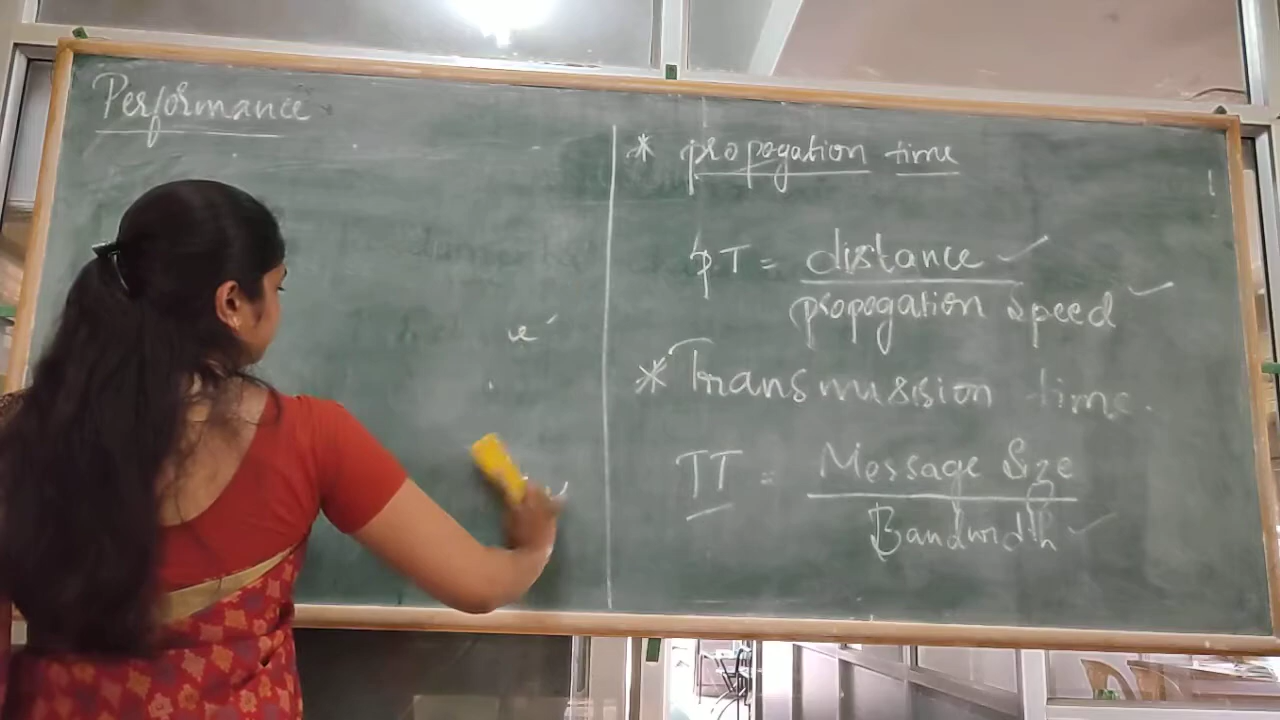 Performance
* propogation time
PT = distance ✓
propogation Speed ✓
* Transmission time.
TT = Message Size
Bandwidth ✓